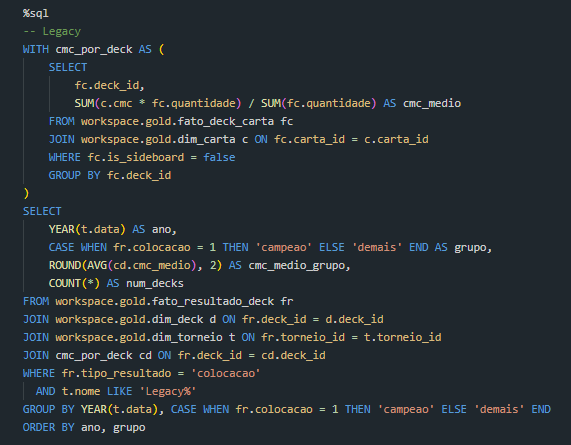 %sql
-- Legacy
WITH cmc_por_deck AS (
    SELECT
        fc.deck_id,
        SUM(c.cmc * fc.quantidade) / SUM(fc.quantidade) AS cmc_medio
    FROM workspace.gold.fato_deck_carta fc
    JOIN workspace.gold.dim_carta c ON fc.carta_id = c.carta_id
    WHERE fc.is_sideboard = false
    GROUP BY fc.deck_id
)
SELECT
    YEAR(t.data) AS ano,
    CASE WHEN fr.colocacao = 1 THEN 'campeao' ELSE 'demais' END AS grupo,
    ROUND(AVG(cd.cmc_medio), 2) AS cmc_medio_grupo,
    COUNT(*) AS num_decks
FROM workspace.gold.fato_resultado_deck fr
JOIN workspace.gold.dim_deck d ON fr.deck_id = d.deck_id
JOIN workspace.gold.dim_torneio t ON fr.torneio_id = t.torneio_id
JOIN cmc_por_deck cd ON fr.deck_id = cd.deck_id
WHERE fr.tipo_resultado = 'colocacao'
  AND t.nome LIKE 'Legacy%'
GROUP BY YEAR(t.data), CASE WHEN fr.colocacao = 1 THEN 'campeao' ELSE 'demais' END
ORDER BY ano, grupo